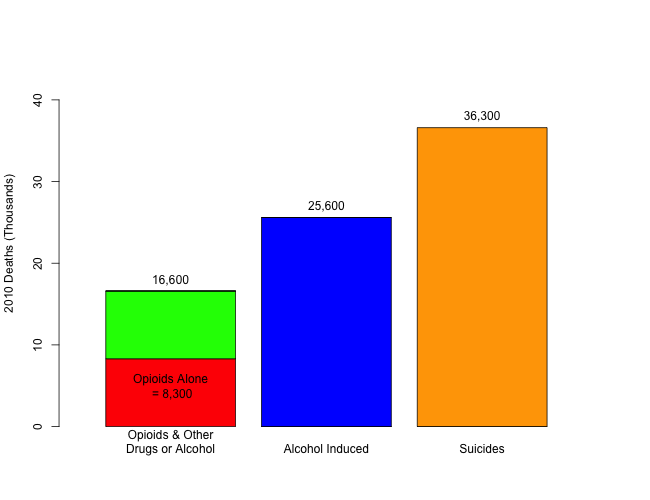 40
30
20
10
0
2010 Deaths (Thousands)
16,600
25,600
36,300
Opioids Alone
= 8,300
Opioids & Other
Drugs or Alcohol
Alcohol Induced
Suicides